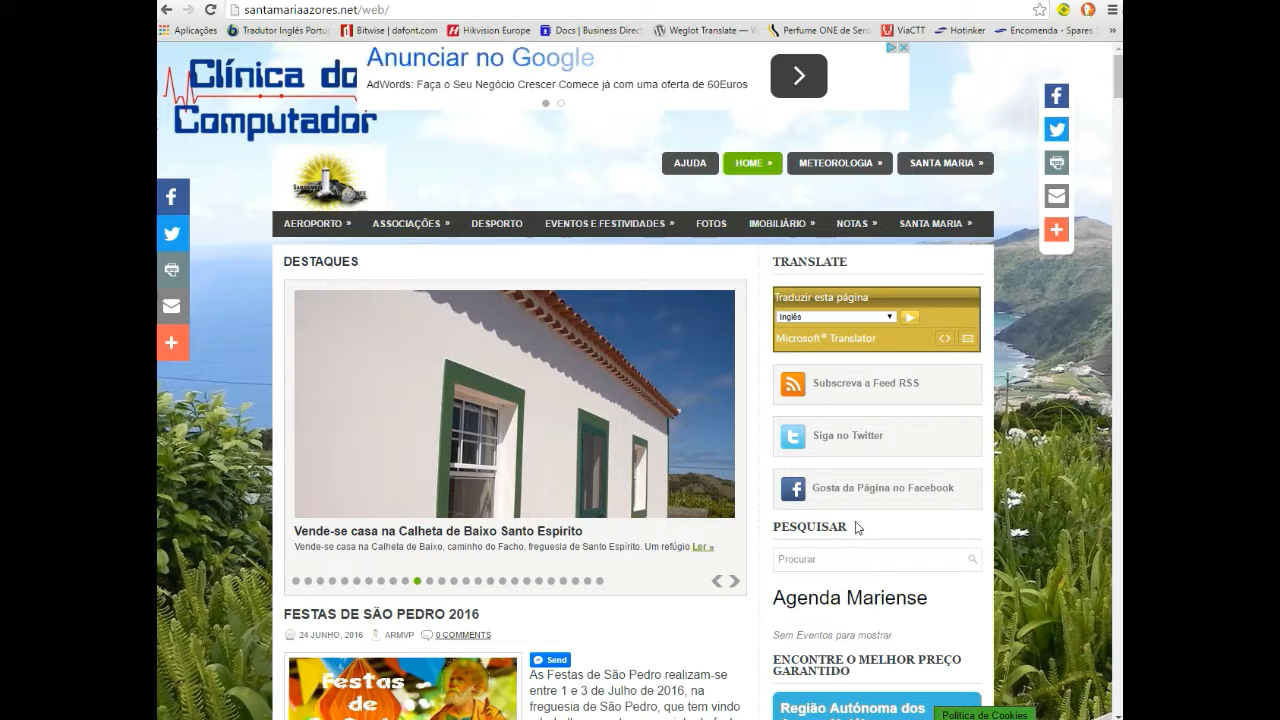 santamariaazores.net/web/
Aplicações Tradutor Inglês Portu Bitwise | dafont.com Hikvision Europe Docs | Business Direct Weglot Translate — W Perfume ONE de Sero ViaCTT Hotinker Encomenda - Spares »
Clínica do
Computador
Anunciar no Google
AdWords: Faça o Seu Negócio Crescer Comece já com uma oferta de 60Euros
AJUDA HOME » METEOROLOGIA » SANTA MARIA »
AEROPORTO » ASSOCIAÇÕES » DESPORTO EVENTOS E FESTIVIDADES » FOTOS IMOBILIÁRIO » NOTAS » SANTA MARIA »
DESTAQUES
Vende-se casa na Calheta de Baixo Santo Espírito
Vende-se casa na Calheta de Baixo, caminho do Facho, freguesia de Santo Espírito. Um refúgio Ler »
FESTAS DE SÃO PEDRO 2016
24 JUNHO, 2016 ARMVP 0 COMMENTS
Festas
de
Send
As Festas de São Pedro realizam-se
entre 1 e 3 de Julho de 2016, na
freguesia de São Pedro, que tem vindo
TRANSLATE
Traduzir esta página
Inglês
Microsoft® Translator
Subscreva a Feed RSS
Siga no Twitter
Gosta da Página no Facebook
PESQUISAR
Procurar
Agenda Mariense
Sem Eventos para mostrar
ENCONTRE O MELHOR PREÇO
GARANTIDO
Região Autónoma dos
Politica de Cookies